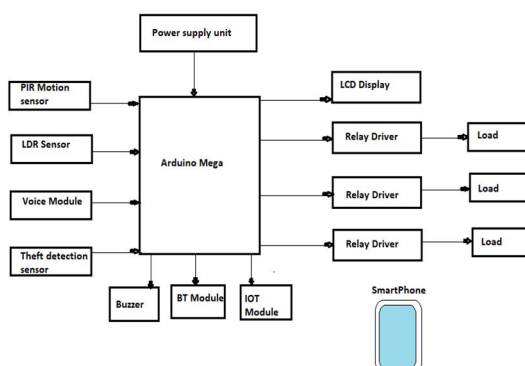 Power supply unit
PIR Motion
sensor
LCD Display
LDR Sensor
Arduino Mega
Relay Driver
Load
Voice Module
Relay Driver
Load
Theft detection
sensor
Relay Driver
Load
Buzzer
BT Module
IOT
Module
SmartPhone